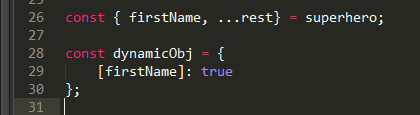 26 const { firstName, ...rest} = superhero;
27
28 const dynamicObj = {
29     [firstName]: true
30 };
31